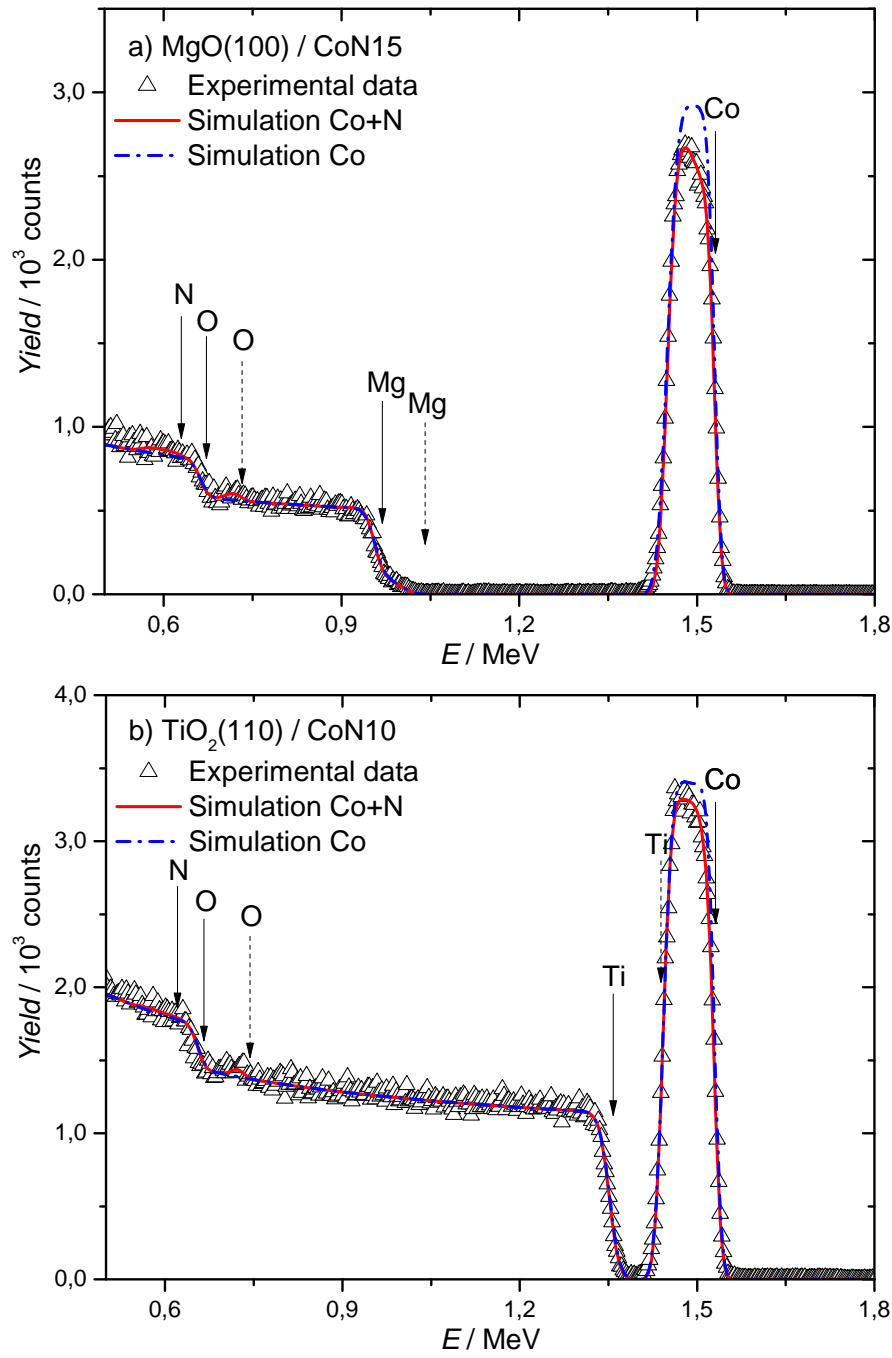 a) MgO(100) / CoN15
Experimental data
Simulation Co+N
Simulation Co
Co
N
O
O
Mg
Mg
3,0
2,0
1,0
0,0
Yield / 10³ counts
0,6
0,9
1,2
1,5
1,8
E / MeV
4,0
b) TiO₂(110) / CoN10
Experimental data
Simulation Co+N
Simulation Co
Co
Ti
N
O
O
Ti
3,0
2,0
1,0
0,0
Yield / 10³ counts
0,6
0,9
1,2
1,5
1,8
E / MeV